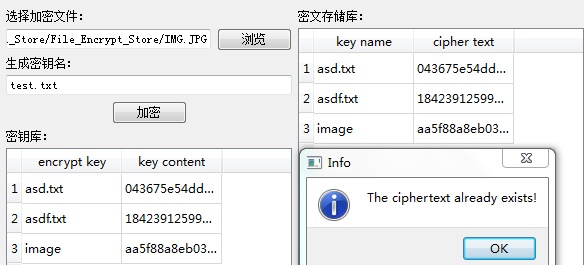 选择加密文件:
_Store/File_Encrypt_Store/IMG.JPG
浏览
生成密钥名:
test.txt
加密
密钥库:
encrypt key key content
1 asd.txt 043675e54dd...
2 asdf.txt 18423912599...
3 image aa5f88a8eb03...
密文存储库:
key name cipher text
1 asd.txt 043675e54dd...
2 asdf.txt 18423912599...
3 image aa5f88a8eb03...
Info
The ciphertext already exists!
OK